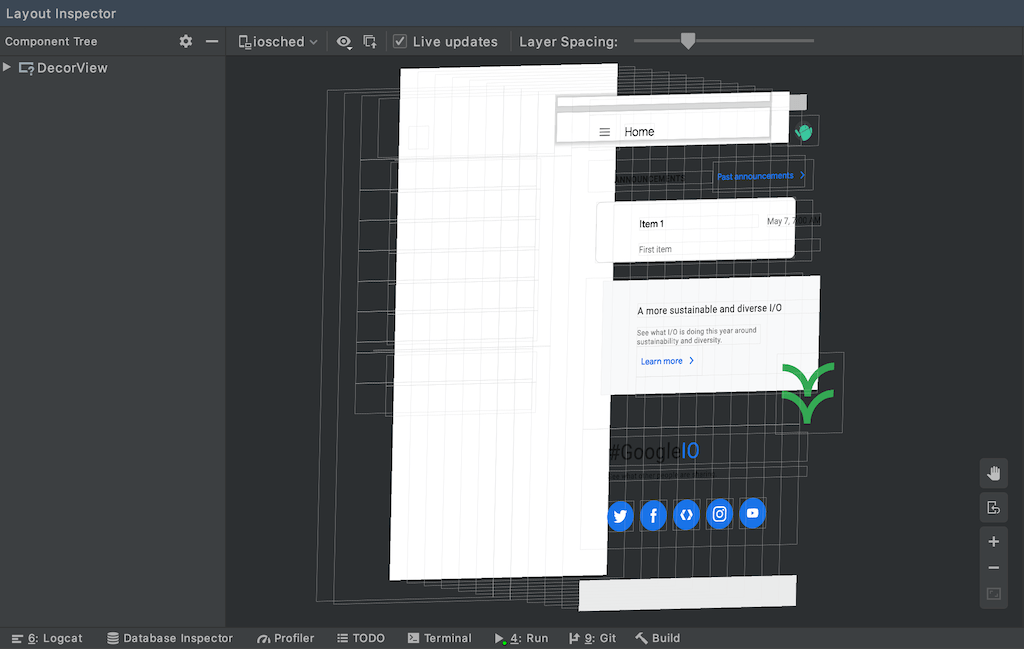 Layout Inspector
Component Tree
iosched
Live updates
Layer Spacing:
DecorView
Home
ANNOUNCEMENTS
Past announcements
Item 1
May 7, 7:00 AM
First item
A more sustainable and diverse I/O
See what I/O is doing this year around
sustainability and diversity.
Learn more
#GoogleIO
6: Logcat
Database Inspector
Profiler
TODO
Terminal
4: Run
9: Git
Build